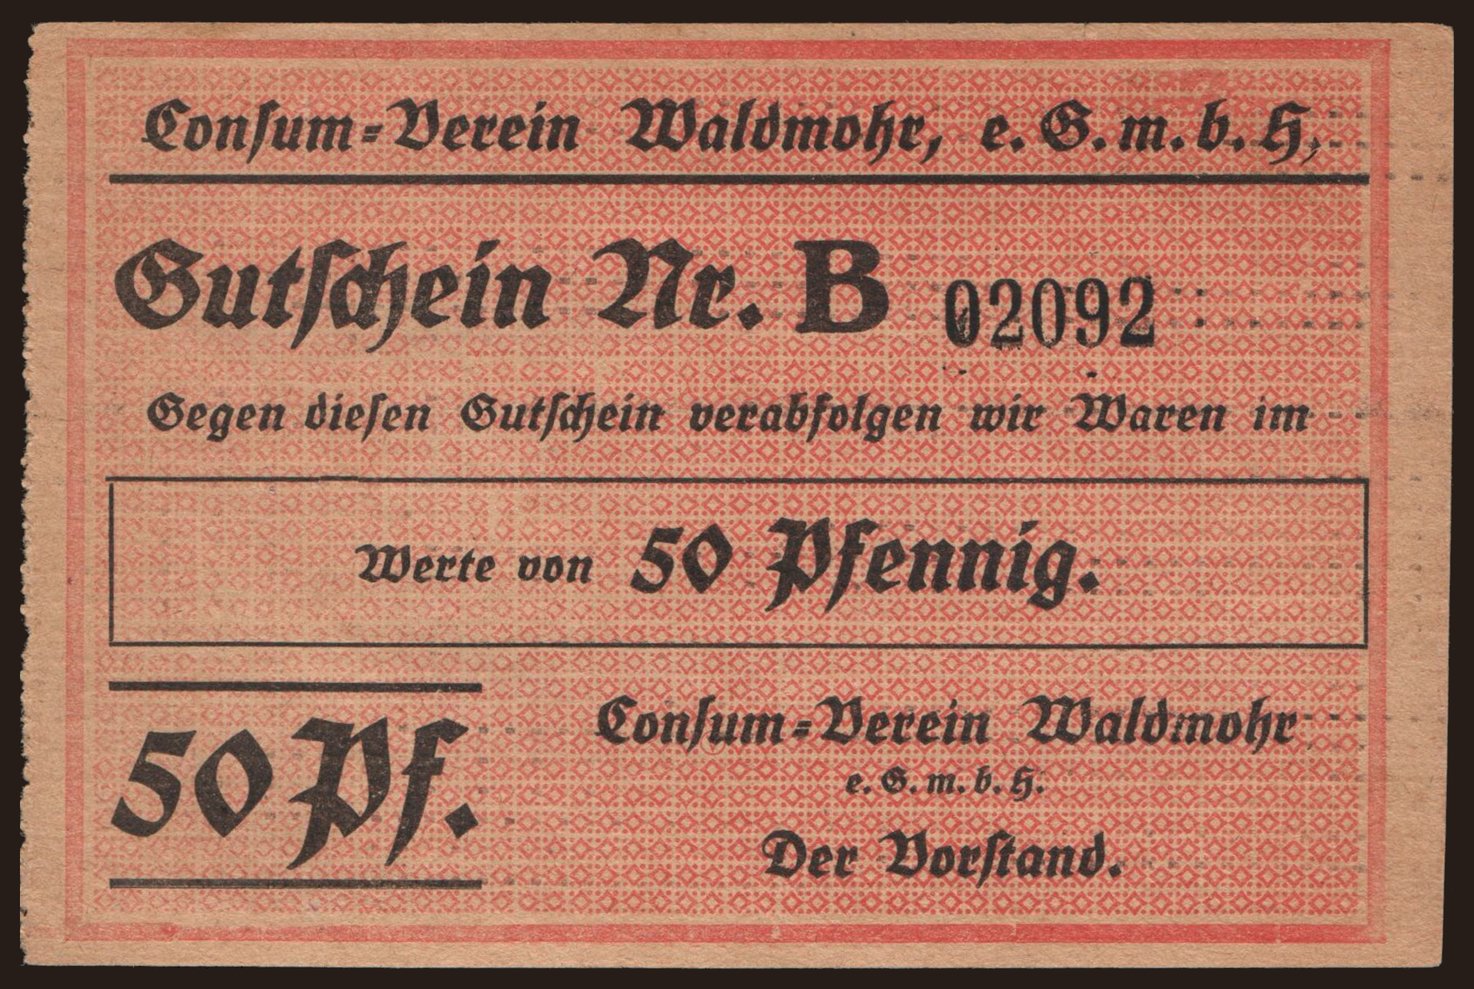 Consum=Verein Waldmohr, e. G. m. b. H,
Gutschein Nr. B 02092
Gegen diesen Gutschein verabfolgen wir Waren im
Werte von 50 Pfennig.
50 Pf.
Consum=Verein Waldmohr
e. G. m. b. H.
Der Vorstand.